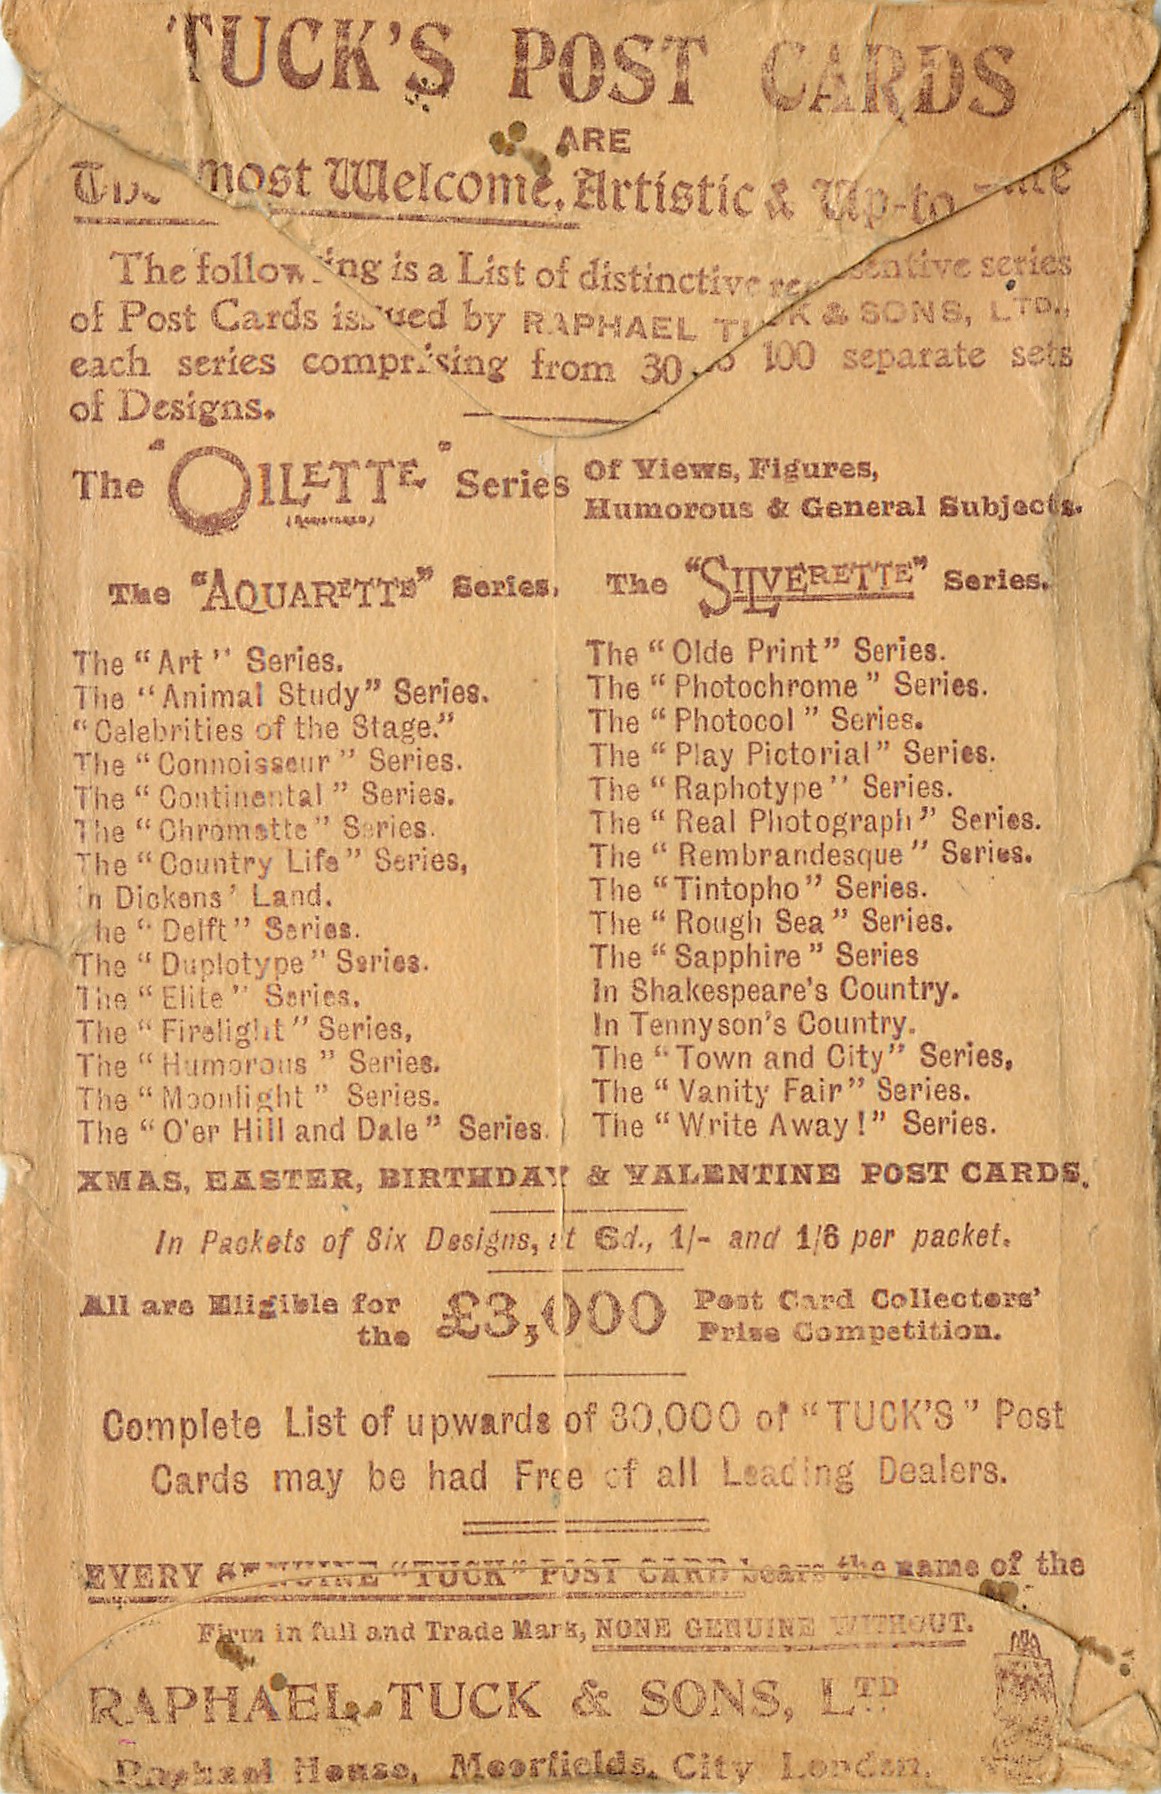 TUCK'S POST CARDS
ARE
The most Welcome, Artistic & Up-to
The following is a List of distinctive representative series
of Post Cards issued by RAPHAEL TUCK & SONS, LTD.,
each series comprising from 30 to 100 separate sets
of Designs.
The "OILETTE" Series Of Views, Figures,
(REGISTERED) Humorous & General Subjects.
The "AQUARETTE" Series, The "SILVERETTE" Series.
The "Art" Series.
The "Animal Study" Series.
"Celebrities of the Stage."
The "Connoisseur" Series.
The "Continental" Series.
The "Chromette" Series.
The "Country Life" Series,
In Dickens' Land.
The "Delft" Series.
The "Duplotype" Series.
The "Elite" Series.
The "Firelight" Series,
The "Humorous" Series.
The "Moonlight" Series.
The "O'er Hill and Dale" Series.
The "Olde Print" Series.
The "Photochrome" Series.
The "Photocol" Series.
The "Play Pictorial" Series.
The "Raphotype" Series.
The "Real Photograph" Series.
The "Rembrandesque" Series.
The "Tintopho" Series.
The "Rough Sea" Series.
The "Sapphire" Series
In Shakespeare's Country.
In Tennyson's Country.
The "Town and City" Series,
The "Vanity Fair" Series.
The "Write Away!" Series.
XMAS, EASTER, BIRTHDAY & VALENTINE POST CARDS.
In Packets of Six Designs, at 6d., 1/- and 1/6 per packet.
All are Eligible for the £3,000 Post Card Collectors' Prize Competition.
Complete List of upwards of 30,000 of "TUCK'S" Post
Cards may be had Free of all Leading Dealers.
EVERY GENUINE "TUCK" POST CARD bears the name of the
Firm in full and Trade Mark, NONE GENUINE WITHOUT.
RAPHAEL TUCK & SONS, LTD
Raphael House, Moorfields, City London.